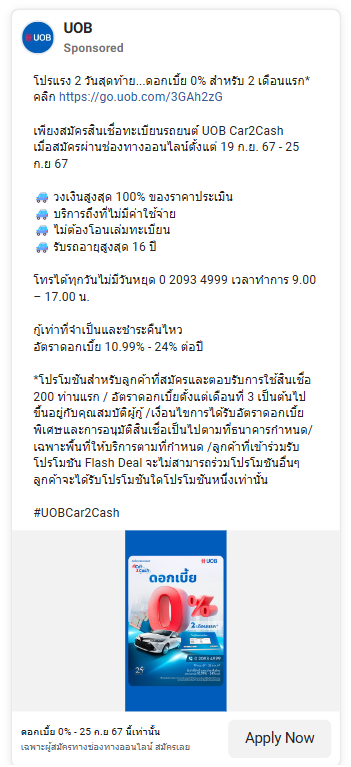 UOB
UOB
Sponsored
โปรแรง 2 วันสุดท้าย...ดอกเบี้ย 0% สำหรับ 2 เดือนแรก*
คลิก https://go.uob.com/3GAh2zG
เพียงสมัครสินเชื่อทะเบียนรถยนต์ UOB Car2Cash
เมื่อสมัครผ่านช่องทางออนไลน์ตั้งแต่ 19 ก.ย. 67 - 25
ก.ย 67
🚙 วงเงินสูงสุด 100% ของราคาประเมิน
🚙 บริการถึงที่ไม่มีค่าใช้จ่าย
🚙 ไม่ต้องโอนเล่มทะเบียน
🚙 รับรถอายุสูงสุด 16 ปี
โทรได้ทุกวันไม่มีวันหยุด 0 2093 4999 เวลาทำการ 9.00
– 17.00 น.
กู้เท่าที่จำเป็นและชำระคืนไหว
อัตราดอกเบี้ย 10.99% - 24% ต่อปี
*โปรโมชันสำหรับลูกค้าที่สมัครและตอบรับการใช้สินเชื่อ
200 ท่านแรก / อัตราดอกเบี้ยตั้งแต่เดือนที่ 3 เป็นต้นไป
ขึ้นอยู่กับคุณสมบัติผู้กู้ /เงื่อนไขการได้รับอัตราดอกเบี้ย
พิเศษและการอนุมัติสินเชื่อเป็นไปตามที่ธนาคารกำหนด/
เฉพาะพื้นที่ให้บริการตามที่กำหนด /ลูกค้าที่เข้าร่วมรับ
โปรโมชัน Flash Deal จะไม่สามารถร่วมโปรโมชันอื่นๆ
ลูกค้าจะได้รับโปรโมชันใดโปรโมชันหนึ่งเท่านั้น
#UOBCar2Cash
UOB
2Cash
ดอกเบี้ย
0%
2 เดือนแรก*
0 2093 4999
25
ดอกเบี้ย 0% - 25 ก.ย 67 นี้เท่านั้น
เฉพาะผู้สมัครทางช่องทางออนไลน์ สมัครเลย
Apply Now